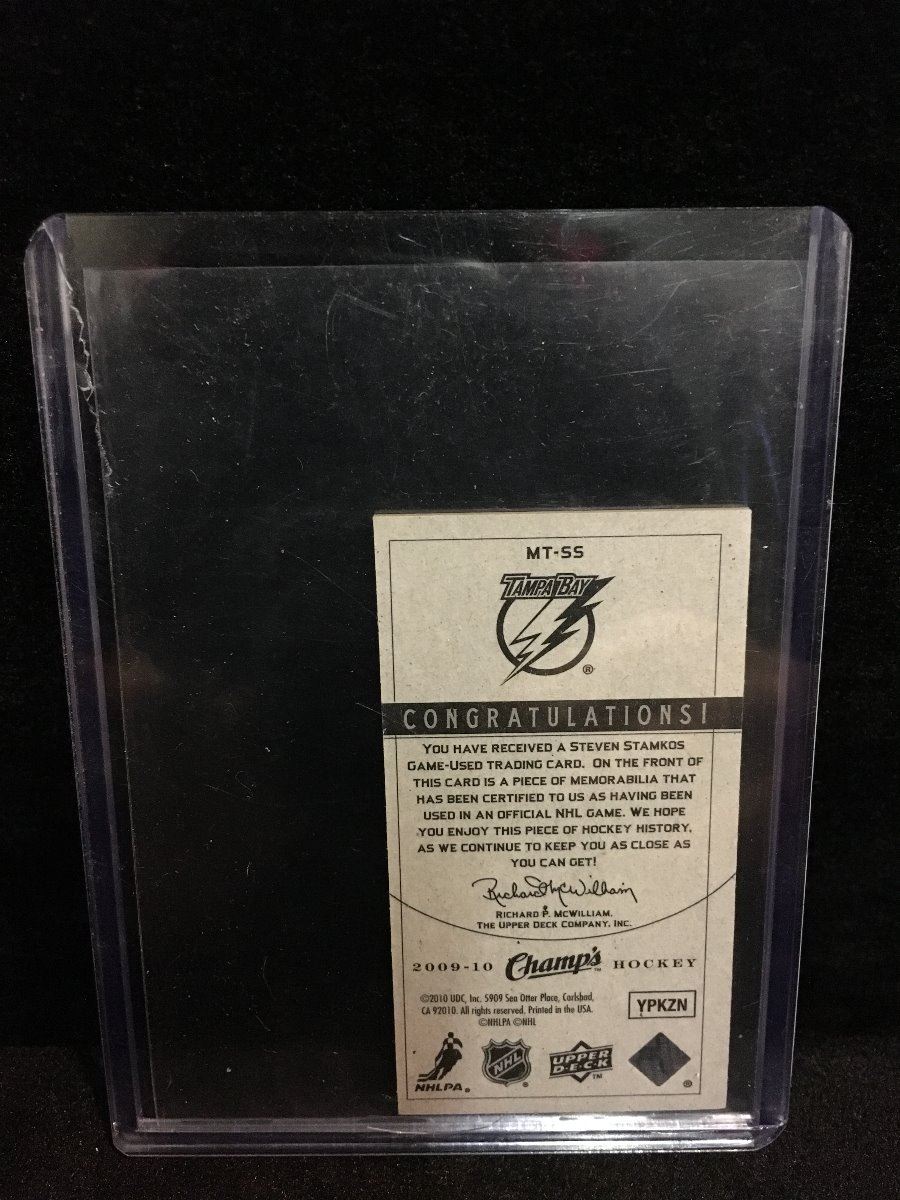 MT-SS
TAMPA BAY
®
CONGRATULATIONS!
YOU HAVE RECEIVED A STEVEN STAMKOS
GAME-USED TRADING CARD. ON THE FRONT OF
THIS CARD IS A PIECE OF MEMORABILIA THAT
HAS BEEN CERTIFIED TO US AS HAVING BEEN
USED IN AN OFFICIAL NHL GAME. WE HOPE
YOU ENJOY THIS PIECE OF HOCKEY HISTORY,
AS WE CONTINUE TO KEEP YOU AS CLOSE AS
YOU CAN GET!
Richard McWilliam
RICHARD P. MCWILLIAM,
THE UPPER DECK COMPANY, INC.
2009-10 Champ's™ HOCKEY
©2010 UDC, Inc. 5909 Sea Otter Place, Carlsbad,
CA 92010. All rights reserved. Printed in the USA.
©NHLPA ©NHL
YPKZN
NHLPA® NHL® UPPER DECK™ ®